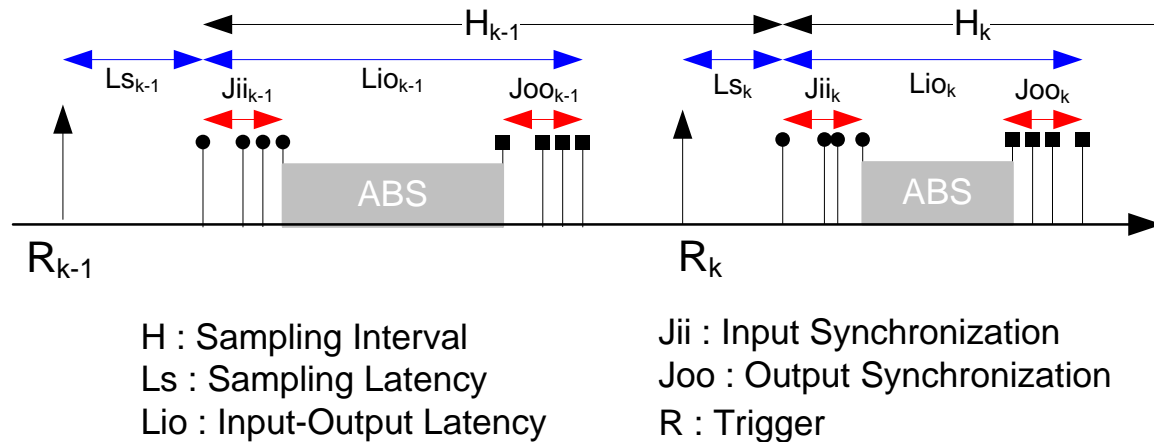 H_{k-1} H_k
Ls_{k-1} Lio_{k-1} Ls_k Lio_k
Jii_{k-1} Joo_{k-1} Jii_k Joo_k
ABS ABS
R_{k-1} R_k
H : Sampling Interval
Ls : Sampling Latency
Lio : Input-Output Latency
Jii : Input Synchronization
Joo : Output Synchronization
R : Trigger